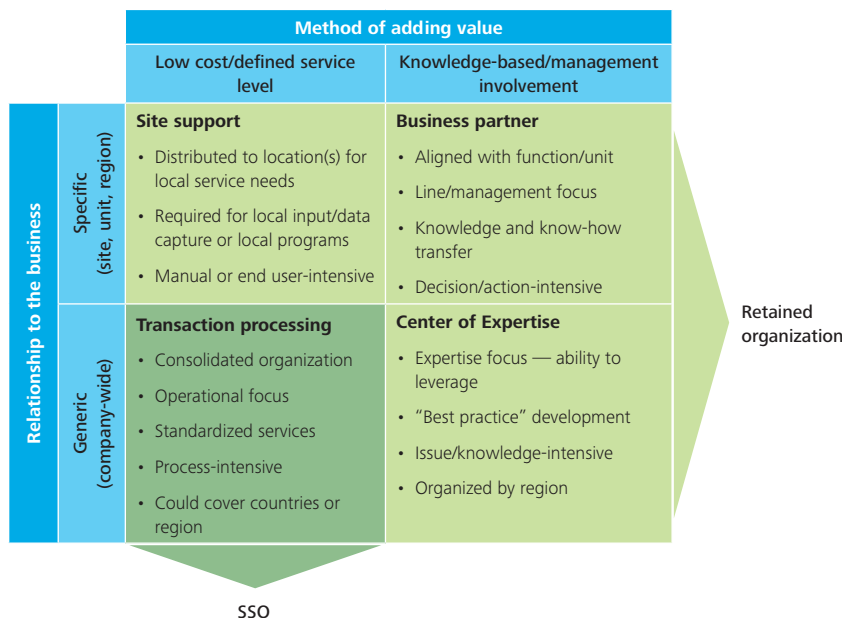 Method of adding value
Low cost/defined service
level
Knowledge-based/management
involvement
Relationship to the business
Specific
(site, unit, region)
Site support
• Distributed to location(s) for
local service needs
• Required for local input/data
capture or local programs
• Manual or end user-intensive
Business partner
• Aligned with function/unit
• Line/management focus
• Knowledge and know-how
transfer
• Decision/action-intensive
Generic
(company-wide)
Transaction processing
• Consolidated organization
• Operational focus
• Standardized services
• Process-intensive
• Could cover countries or
region
Center of Expertise
• Expertise focus — ability to
leverage
• “Best practice” development
• Issue/knowledge-intensive
• Organized by region
Retained
organization
SSO